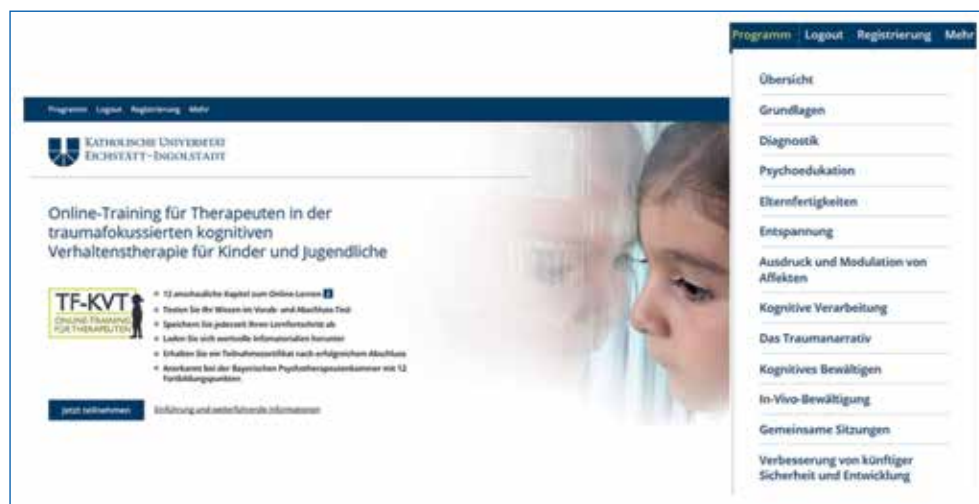 Programm Logout Registrierung Mehr
KATHOLISCHE UNIVERSITÄT
EICHSTÄTT-INGOLSTADT
Online-Training für Therapeuten in der
traumafokussierten kognitiven
Verhaltenstherapie für Kinder und Jugendliche
TF-KVT
ONLINE-TRAINING
FÜR THERAPEUTEN
12 anschauliche Kapitel zum Online-Lernen
Testen Sie Ihr Wissen im Vorab- und Abschluss-Test
Speichern Sie jederzeit Ihren Lernfortschritt ab
Laden Sie sich wertvolle Infomaterialien herunter
Erhalten Sie ein Teilnahmezertifikat nach erfolgreichem Abschluss
Anerkannt bei der Bayerischen Psychotherapeutenkammer mit 12
Fortbildungspunkten
Jetzt teilnehmen
Einführung und weiterführende Informationen
Programm Logout Registrierung Mehr
Übersicht
Grundlagen
Diagnostik
Psychoedukation
Elternfertigkeiten
Entspannung
Ausdruck und Modulation von
Affekten
Kognitive Verarbeitung
Das Traumanarrativ
Kognitives Bewältigen
In-Vivo-Bewältigung
Gemeinsame Sitzungen
Verbesserung von künftiger
Sicherheit und Entwicklung